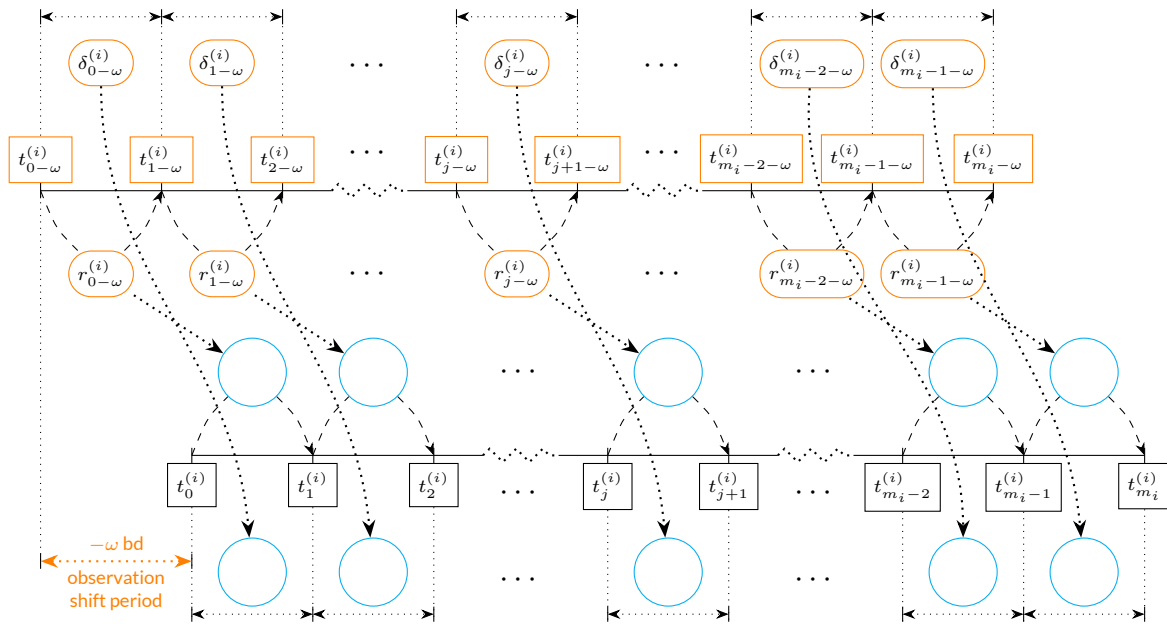 δ_{0−ω}^{(i)} δ_{1−ω}^{(i)} ··· δ_{j−ω}^{(i)} ··· δ_{m_i−2−ω}^{(i)} δ_{m_i−1−ω}^{(i)}
t_{0−ω}^{(i)} t_{1−ω}^{(i)} t_{2−ω}^{(i)} ··· t_{j−ω}^{(i)} t_{j+1−ω}^{(i)} ··· t_{m_i−2−ω}^{(i)} t_{m_i−1−ω}^{(i)} t_{m_i−ω}^{(i)}
r_{0−ω}^{(i)} r_{1−ω}^{(i)} ··· r_{j−ω}^{(i)} ··· r_{m_i−2−ω}^{(i)} r_{m_i−1−ω}^{(i)}
··· ···
t_0^{(i)} t_1^{(i)} t_2^{(i)} ··· t_j^{(i)} t_{j+1}^{(i)} ··· t_{m_i−2}^{(i)} t_{m_i−1}^{(i)} t_{m_i}^{(i)}
−ω bd
observation
shift period
··· ···